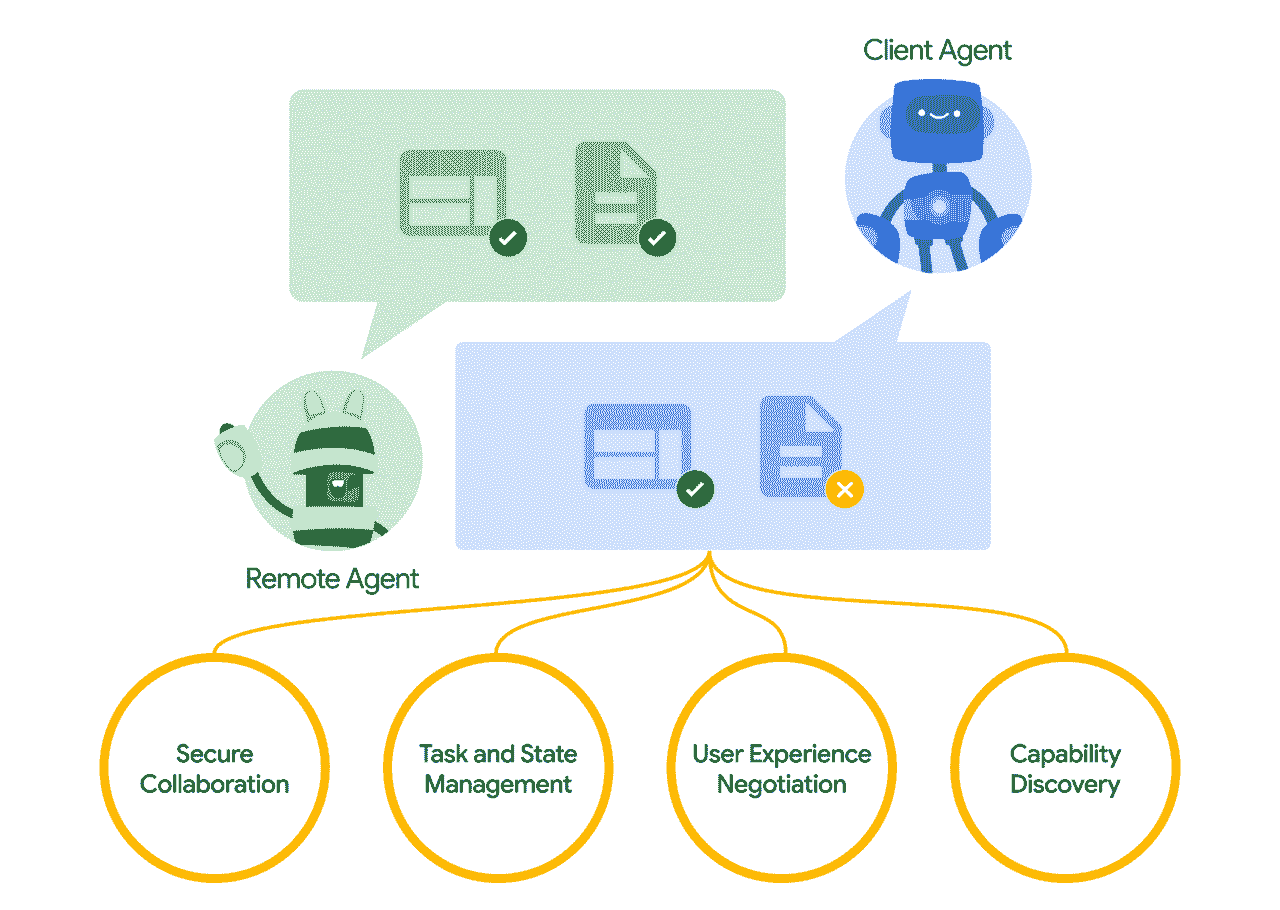 Client Agent
Remote Agent
Secure
Collaboration
Task and State
Management
User Experience
Negotiation
Capability
Discovery